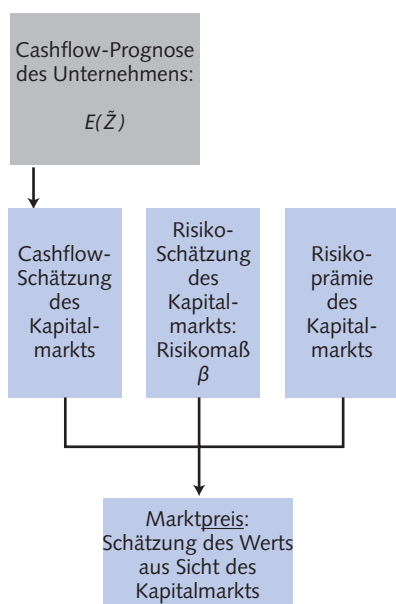 Cashflow-Prognose
des Unternehmens:
E(Z̃)
Cashflow-
Schätzung
des
Kapital-
markts
Risiko-
Schätzung
des
Kapital-
markts:
Risikomaß
β
Risiko-
prämie
des
Kapital-
markts
Marktpreis:
Schätzung des Werts
aus Sicht des
Kapitalmarkts